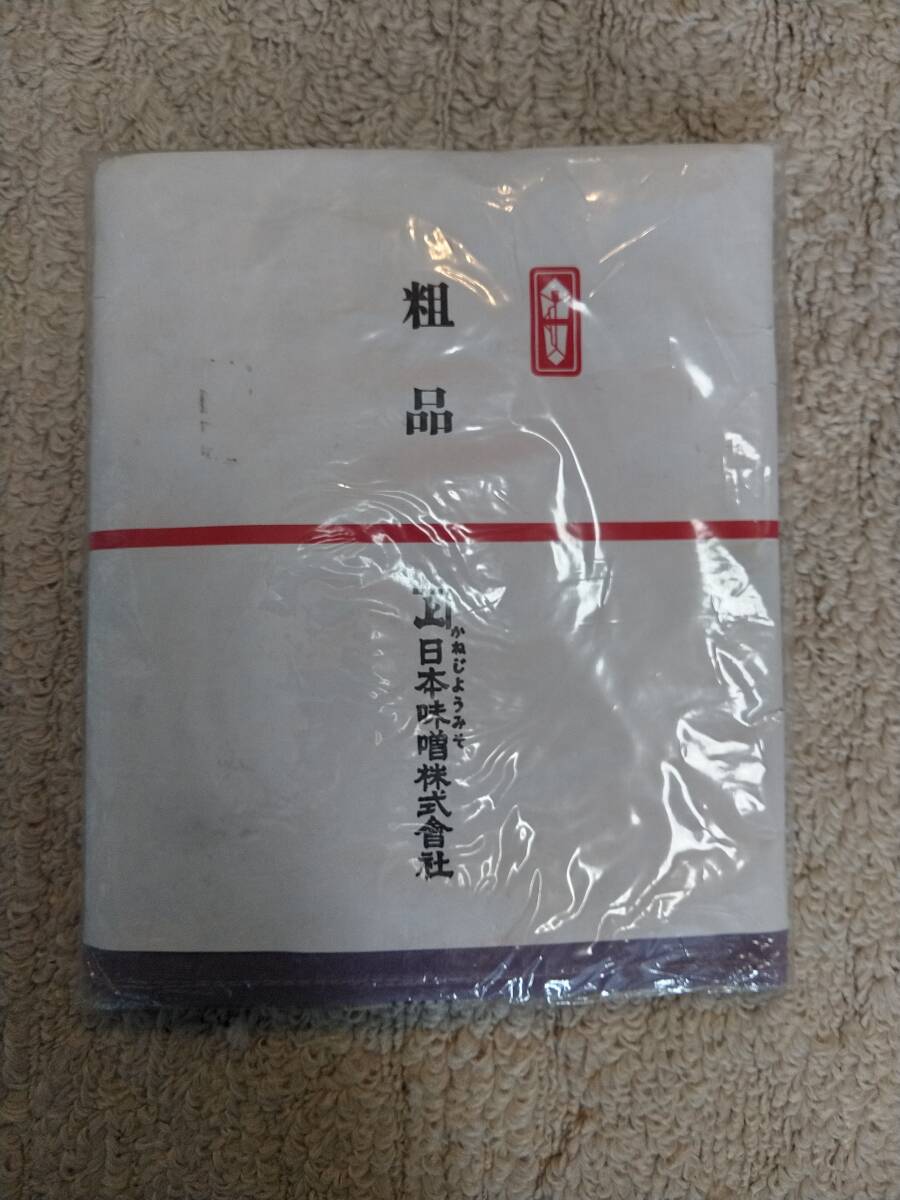 粗品
かねじょうみそ
日本味噌株式會社